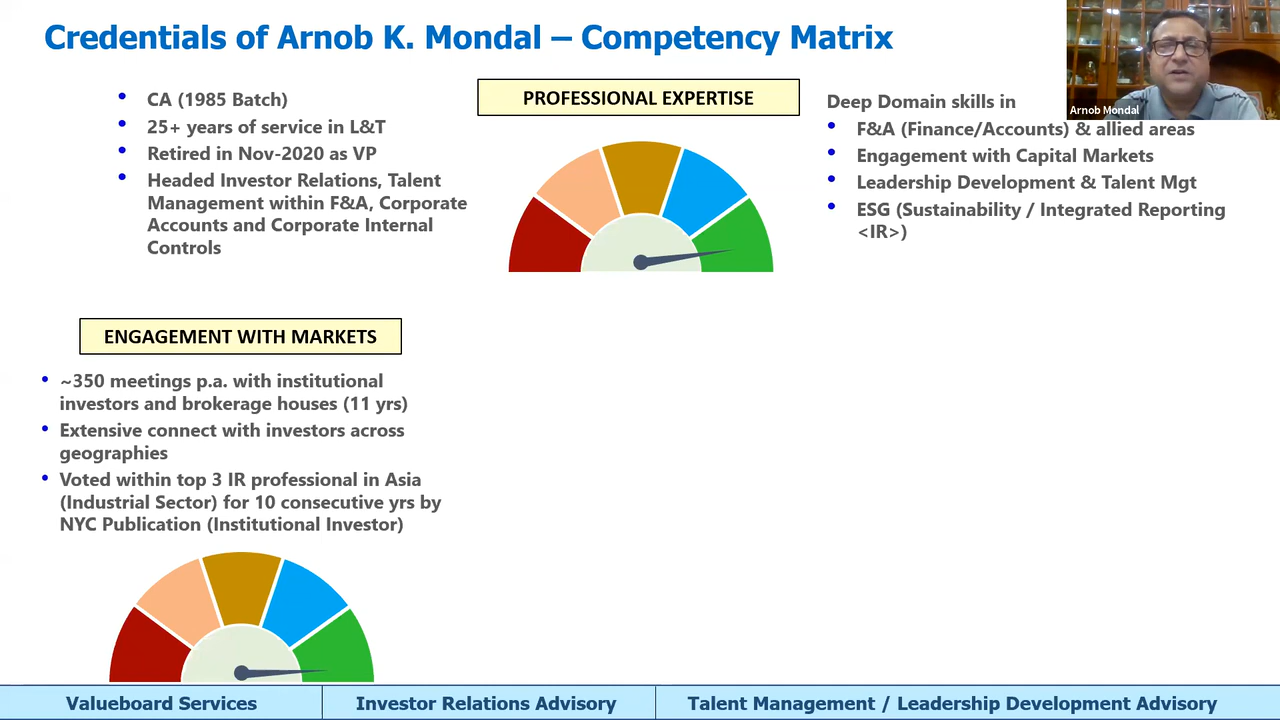 Credentials of Arnob K. Mondal – Competency Matrix
Arnob Mondal
• CA (1985 Batch)
• 25+ years of service in L&T
• Retired in Nov-2020 as VP
• Headed Investor Relations, Talent
Management within F&A, Corporate
Accounts and Corporate Internal
Controls
PROFESSIONAL EXPERTISE
Deep Domain skills in
• F&A (Finance/Accounts) & allied areas
• Engagement with Capital Markets
• Leadership Development & Talent Mgt
• ESG (Sustainability / Integrated Reporting
<IR>)
ENGAGEMENT WITH MARKETS
• ~350 meetings p.a. with institutional
investors and brokerage houses (11 yrs)
• Extensive connect with investors across
geographies
• Voted within top 3 IR professional in Asia
(Industrial Sector) for 10 consecutive yrs by
NYC Publication (Institutional Investor)
Valueboard Services
Investor Relations Advisory
Talent Management / Leadership Development Advisory